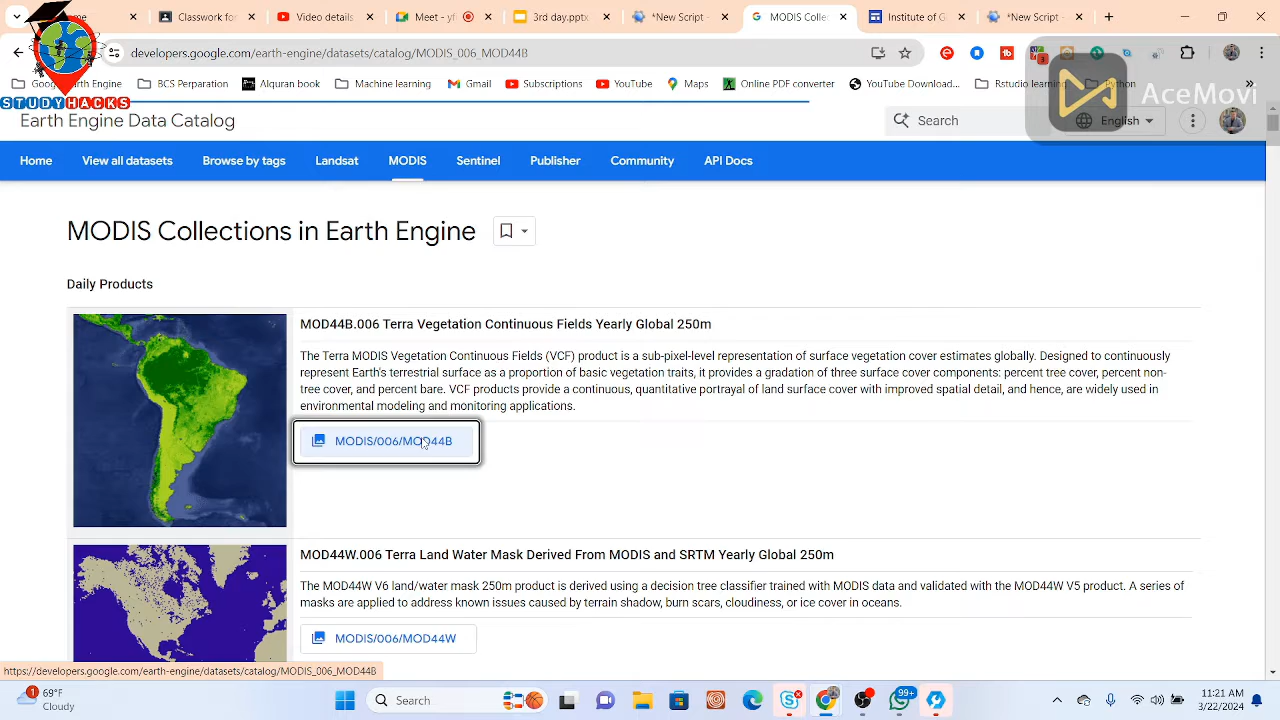 Classwork for
Video details
Meet - yf
3rd day.pptx
*New Script
MODIS Colle
Institute of C
*New Script -
developers.google.com/earth-engine/datasets/catalog/MODIS_006_MOD44B
BCS Perparation
Alquran book
Machine learning
Gmail
Subscriptions
YouTube
Maps
Online PDF converter
YouTube Download...
Rstudio learning
Python
STUDYHACKS
AceMovi
Earth Engine Data Catalog
Search
English
Home
View all datasets
Browse by tags
Landsat
MODIS
Sentinel
Publisher
Community
API Docs
MODIS Collections in Earth Engine
Daily Products
MOD44B.006 Terra Vegetation Continuous Fields Yearly Global 250m
The Terra MODIS Vegetation Continuous Fields (VCF) product is a sub-pixel-level representation of surface vegetation cover estimates globally. Designed to continuously
represent Earth's terrestrial surface as a proportion of basic vegetation traits, it provides a gradation of three surface cover components: percent tree cover, percent non-
tree cover, and percent bare. VCF products provide a continuous, quantitative portrayal of land surface cover with improved spatial detail, and hence, are widely used in
environmental modeling and monitoring applications.
MODIS/006/MOD44B
MOD44W.006 Terra Land Water Mask Derived From MODIS and SRTM Yearly Global 250m
The MOD44W V6 land/water mask 250m product is derived using a decision tree classifier trained with MODIS data and validated with the MOD44W V5 product. A series of
masks are applied to address known issues caused by terrain shadow, burn scars, cloudiness, or ice cover in oceans.
MODIS/006/MOD44W
https://developers.google.com/earth-engine/datasets/catalog/MODIS_006_MOD44B
1
69°F
Cloudy
Search
99+
11:21 AM
3/22/2024